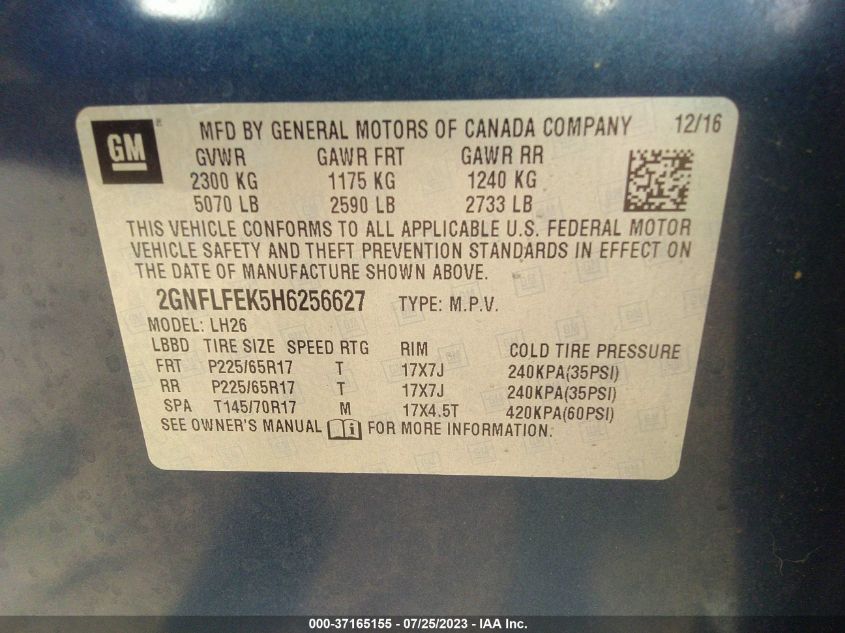 GM MFD BY GENERAL MOTORS OF CANADA COMPANY 12/16
GVWR GAWR FRT GAWR RR
2300 KG 1175 KG 1240 KG
5070 LB 2590 LB 2733 LB
THIS VEHICLE CONFORMS TO ALL APPLICABLE U.S. FEDERAL MOTOR
VEHICLE SAFETY AND THEFT PREVENTION STANDARDS IN EFFECT ON
THE DATE OF MANUFACTURE SHOWN ABOVE.
2GNFLFEK5H6256627 TYPE: M.P.V.
MODEL: LH26
LBBD TIRE SIZE SPEED RTG RIM COLD TIRE PRESSURE
FRT P225/65R17 T 17X7J 240KPA(35PSI)
RR P225/65R17 T 17X7J 240KPA(35PSI)
SPA T145/70R17 M 17X4.5T 420KPA(60PSI)
SEE OWNER'S MANUAL FOR MORE INFORMATION.
000-37165155 - 07/25/2023 - IAA Inc.